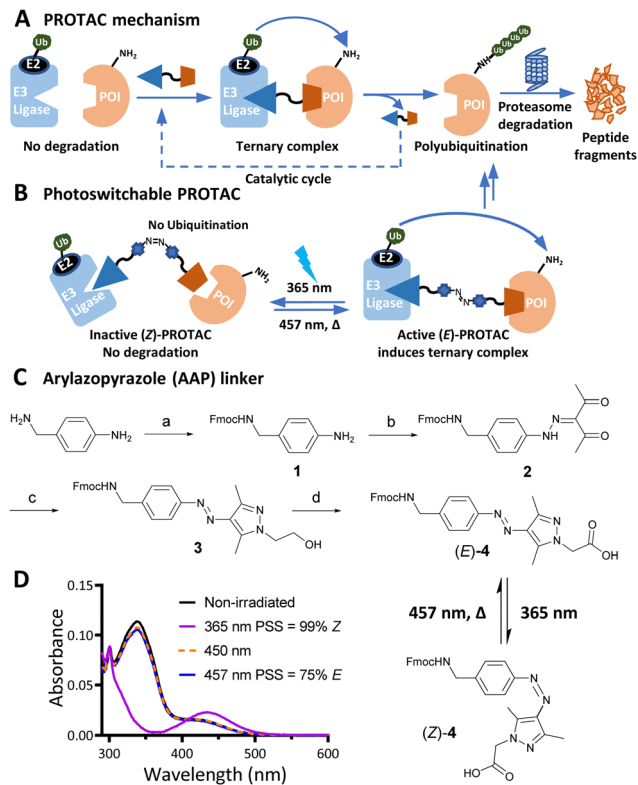 A PROTAC mechanism
Ub
E2
E3
Ligase
NH2
POI
No degradation
Ub
E2
E3
Ligase
NH2
POI
Ternary complex
Catalytic cycle
Ub Ub Ub Ub
NH
POI
Polyubiquitination
Proteasome
degradation
Peptide
fragments
B Photoswitchable PROTAC
Ub
E2
E3
Ligase
No Ubiquitination
N=N
NH2
POI
Inactive (Z)-PROTAC
No degradation
365 nm
457 nm, Δ
Ub
E2
E3
Ligase
N
N
NH2
POI
Active (E)-PROTAC
induces ternary complex
C Arylazopyrazole (AAP) linker
H2N
NH2
a
FmocHN
NH2
1
b
FmocHN
N
H
N
O
O
2
c
FmocHN
N
N
N
N
OH
3
d
FmocHN
N
N
N
N
O
OH
(E)-4
457 nm, Δ
365 nm
FmocHN
N
N
N
N
O
HO
(Z)-4
D
Absorbance
0.15
0.10
0.05
0.00
300 400 500 600
Wavelength (nm)
Non-irradiated
365 nm PSS = 99% Z
450 nm
457 nm PSS = 75% E